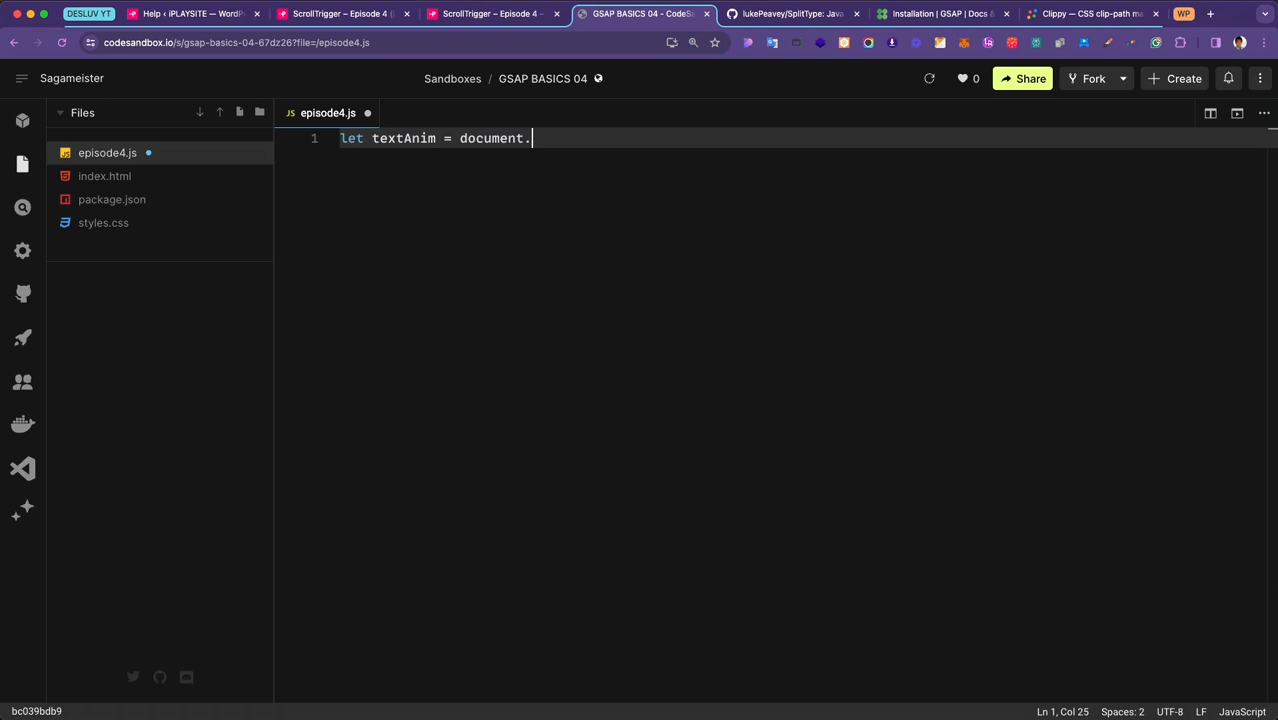 DESLUV YT
Help ‹ iPLAYSITE — WordP
ScrollTrigger – Episode 4 (
ScrollTrigger – Episode 4 -
GSAP BASICS 04 - CodeSa
lukePeavey/SplitType: Java
Installation | GSAP | Docs &
Clippy — CSS clip-path ma
WP
codesandbox.io/s/gsap-basics-04-67dz26?file=/episode4.js
Sagameister
Sandboxes / GSAP BASICS 04
0
Share
Fork
Create
Files
JS episode4.js
1 let textAnim = document.
episode4.js
index.html
package.json
styles.css
bc039bdb9
Ln 1, Col 25
Spaces: 2
UTF-8
LF
JavaScript